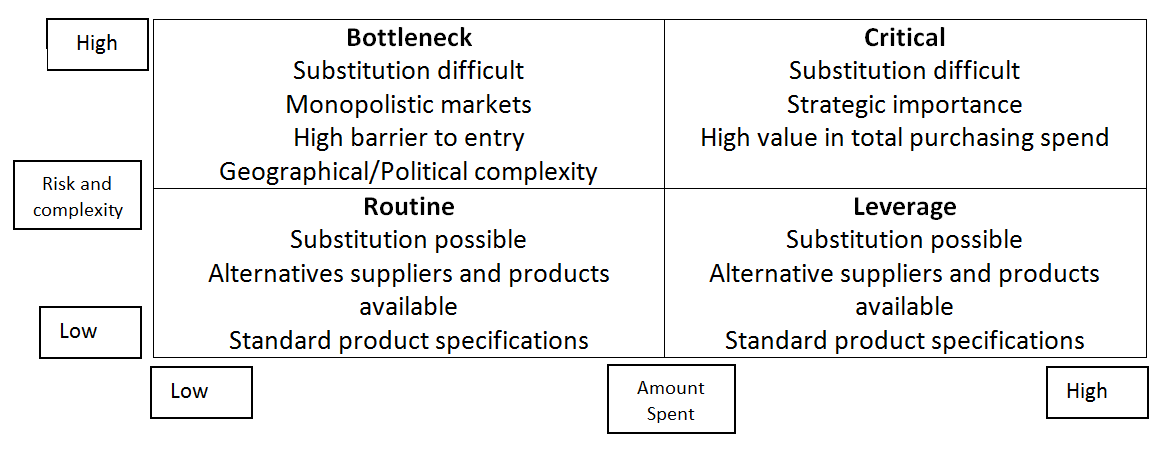 High
Bottleneck
Substitution difficult
Monopolistic markets
High barrier to entry
Geographical/Political complexity
Critical
Substitution difficult
Strategic importance
High value in total purchasing spend
Risk and
complexity
Routine
Substitution possible
Alternatives suppliers and products
available
Standard product specifications
Leverage
Substitution possible
Alternative suppliers and products
available
Standard product specifications
Low
Low
Amount
Spent
High